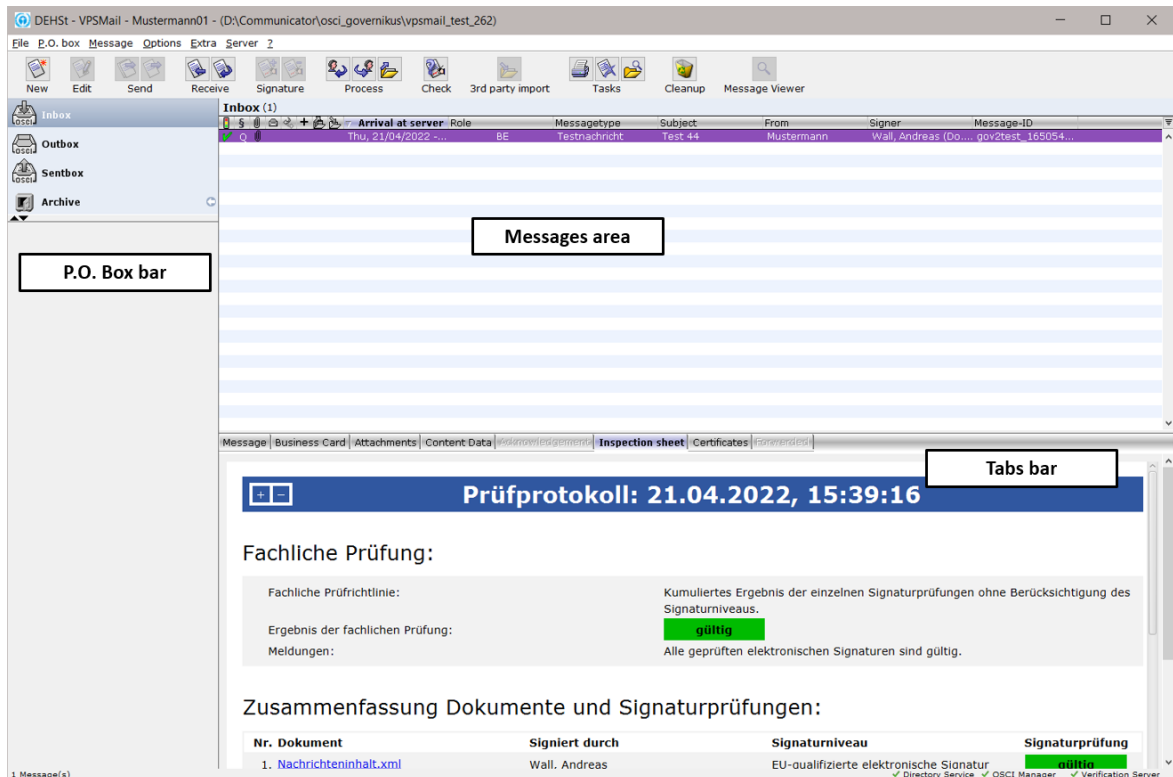 DEHSt - VPSMail - Mustermann01 - (D:\Communicator\osci_governikus\vpsmail_test_262)
File P.O. box Message Options Extra Server ?
New Edit Send Receive Signature Process Check 3rd party import Tasks Cleanup Message Viewer
Inbox
Outbox
Sentbox
Archive
P.O. Box bar
Inbox (1)
§ + Arrival at server Role Messagetype Subject From Signer Message-ID
Q Thu, 21/04/2022 -... BE Testnachricht Test 44 Mustermann Wall, Andreas (Do.... gov2test_165054...
Messages area
Message Business Card Attachments Content Data Acknowledgement Inspection sheet Certificates Forwarded
Tabs bar
+ - Prüfprotokoll: 21.04.2022, 15:39:16
Fachliche Prüfung:
Fachliche Prüfrichtlinie: Kumuliertes Ergebnis der einzelnen Signaturprüfungen ohne Berücksichtigung des
Signaturniveaus.
Ergebnis der fachlichen Prüfung: gültig
Meldungen: Alle geprüften elektronischen Signaturen sind gültig.
Zusammenfassung Dokumente und Signaturprüfungen:
Nr. Dokument Signiert durch Signaturniveau Signaturprüfung
1. Nachrichteninhalt.xml Wall, Andreas EU-qualifizierte elektronische Signatur gültig
1 Message(s) Directory Service OSCI Manager Verification Server